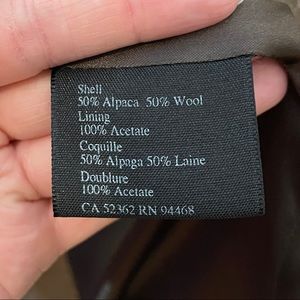 Shell
50% Alpaca 50% Wool
Lining
100% Acetate
Coquille
50% Alpaga 50% Laine
Doublure
100% Acetate
CA 52362 RN 94468